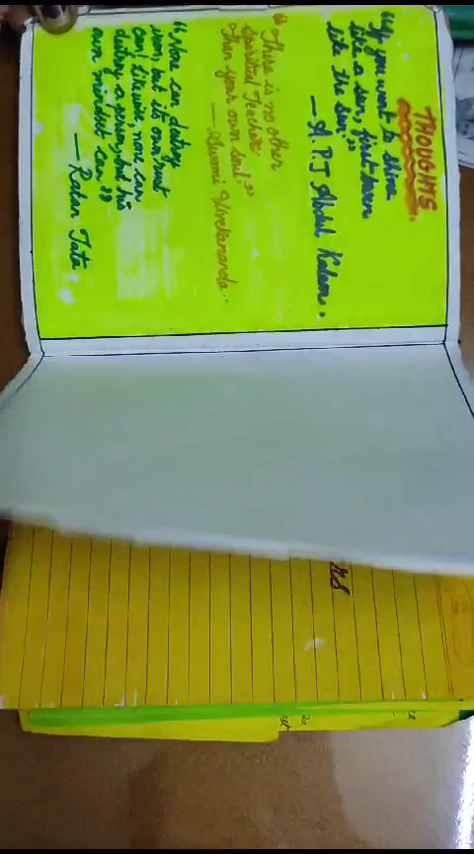 THOUGHTS
"If you want to shine
like a sun, first burn
like the sun"
— A.P.J Abdul Kalam.
"There is no other
spiritual Teacher
than your own soul."
— Swami Vivekananda..
"None can destroy
iron, but its own rust
can! Likewise, none can
destroy a person, but his
own mindset can."
— Ratan Tata
rs